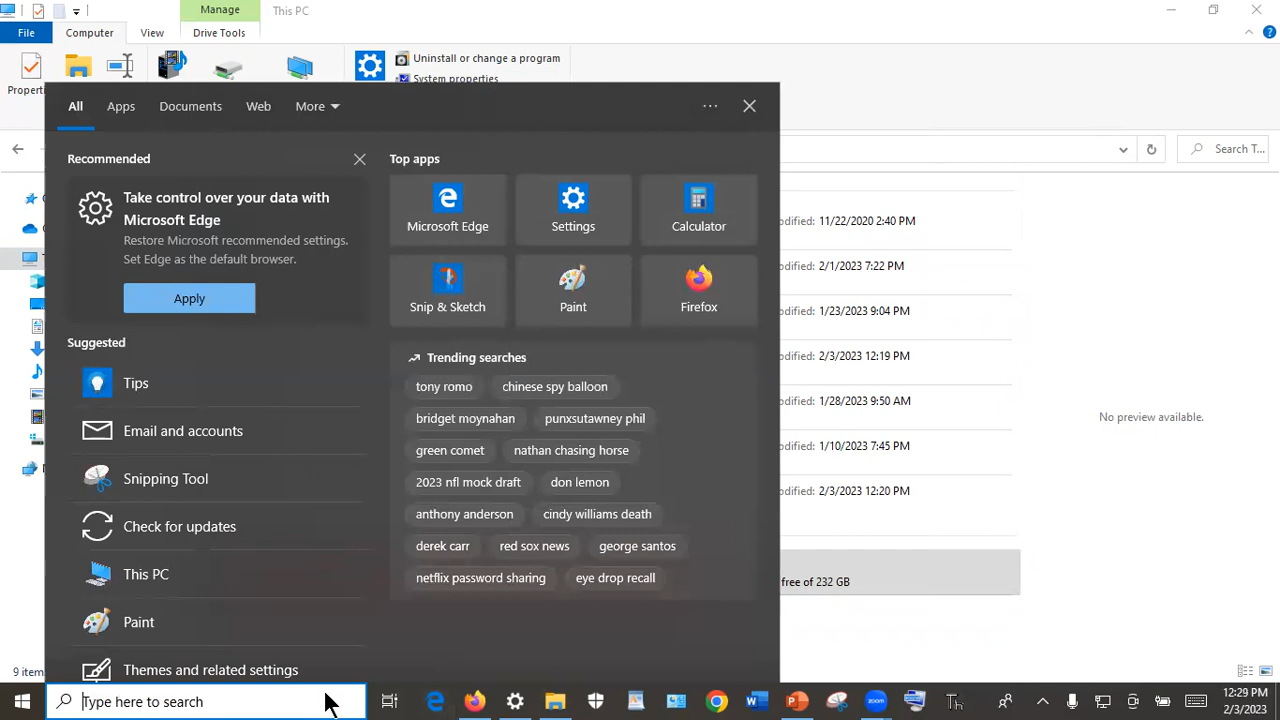 Manage
This PC
File
Computer
View
Drive Tools
Uninstall or change a program
System properties
Properti
All
Apps
Documents
Web
More
Search T...
Recommended
Take control over your data with
Microsoft Edge
Restore Microsoft recommended settings.
Set Edge as the default browser.
Apply
Suggested
Tips
Email and accounts
Snipping Tool
Check for updates
This PC
Paint
Themes and related settings
Top apps
Microsoft Edge
Settings
Calculator
Snip & Sketch
Paint
Firefox
Trending searches
tony romo
chinese spy balloon
bridget moynahan
punxsutawney phil
green comet
nathan chasing horse
2023 nfl mock draft
don lemon
anthony anderson
cindy williams death
derek carr
red sox news
george santos
netflix password sharing
eye drop recall
odified: 11/22/2020 2:40 PM
odified: 2/1/2023 7:22 PM
odified: 1/23/2023 9:04 PM
odified: 2/3/2023 12:19 PM
odified: 1/28/2023 9:50 AM
odified: 1/10/2023 7:45 PM
odified: 2/3/2023 12:20 PM
free of 232 GB
No preview available.
9 item
Type here to search
12:29 PM
2/3/2023